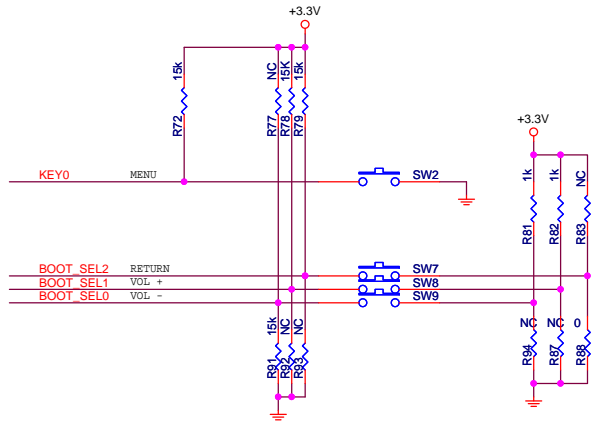 +3.3V
15k
NC
15K
15k
R72
R77
R78
R79
+3.3V
KEY0 MENU SW2
1k
1k
NC
R81
R82
R83
BOOT_SEL2 RETURN SW7
BOOT_SEL1 VOL + SW8
BOOT_SEL0 VOL - SW9
15k
NC
NC
NC
NC
0
R91
R92
R93
R94
R87
R88